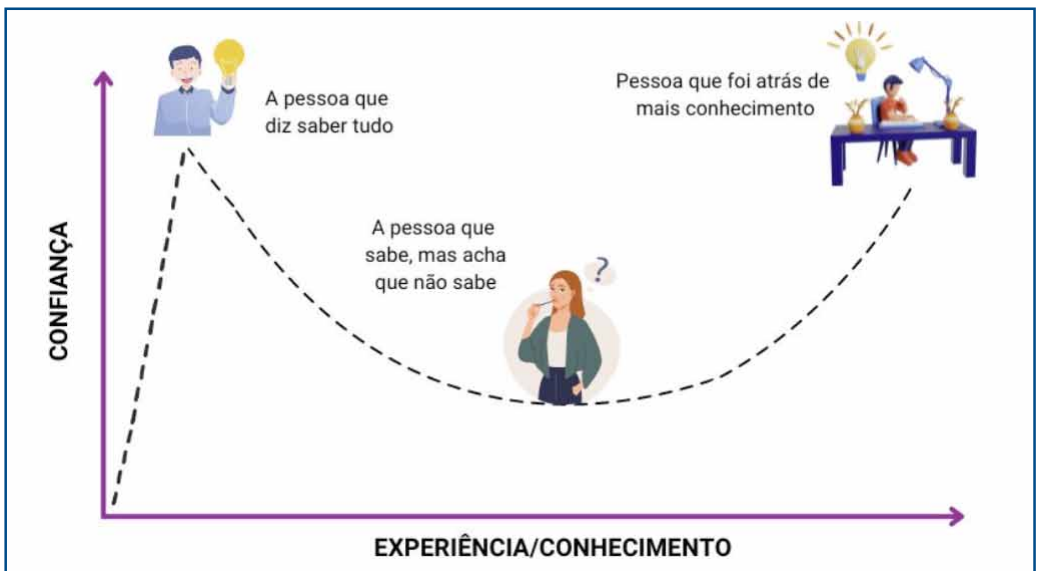 A pessoa que
diz saber tudo
Pessoa que foi atrás de
mais conhecimento
A pessoa que
sabe, mas acha
que não sabe
?
CONFIANÇA
EXPERIÊNCIA/CONHECIMENTO